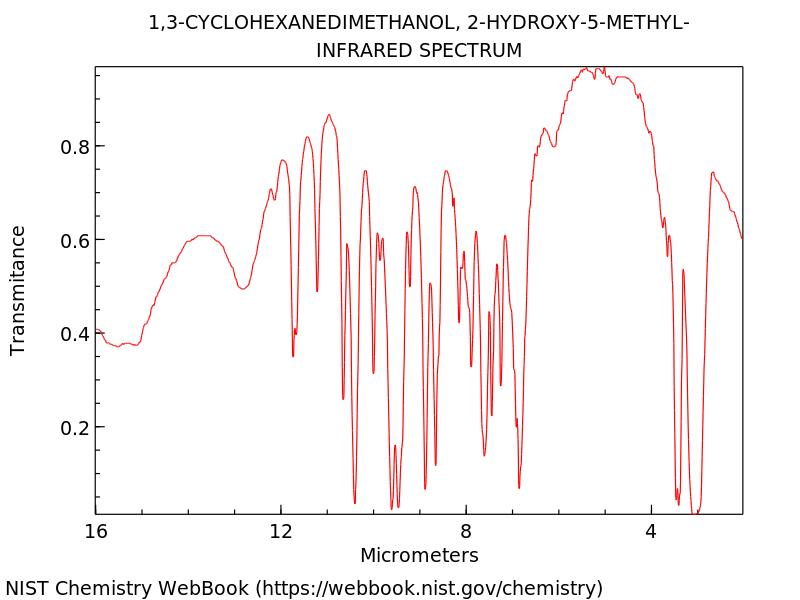 1,3-CYCLOHEXANEDIMETHANOL, 2-HYDROXY-5-METHYL-
INFRARED SPECTRUM
Transmitance
0.8
0.6
0.4
0.2
16 12 8 4
Micrometers
NIST Chemistry WebBook (https://webbook.nist.gov/chemistry)